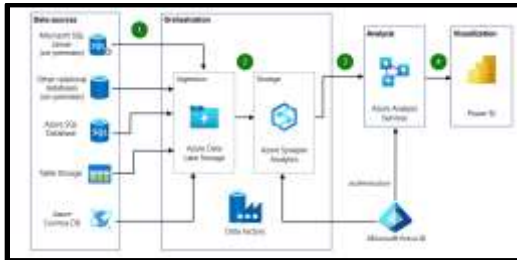 Data sources
Microsoft SQL
Server
(on-premises)
Other relational
databases
(on-premises)
Azure SQL
Database
Table Storage
Azure
Cosmos DB
1
Orchestration
Ingestion
Azure Data
Lake Storage
2
Storage
Azure Synapse
Analytics
Data Factory
3
Analysis
Azure Analysis
Services
4
Visualization
Power BI
Authentication
Microsoft Entra ID